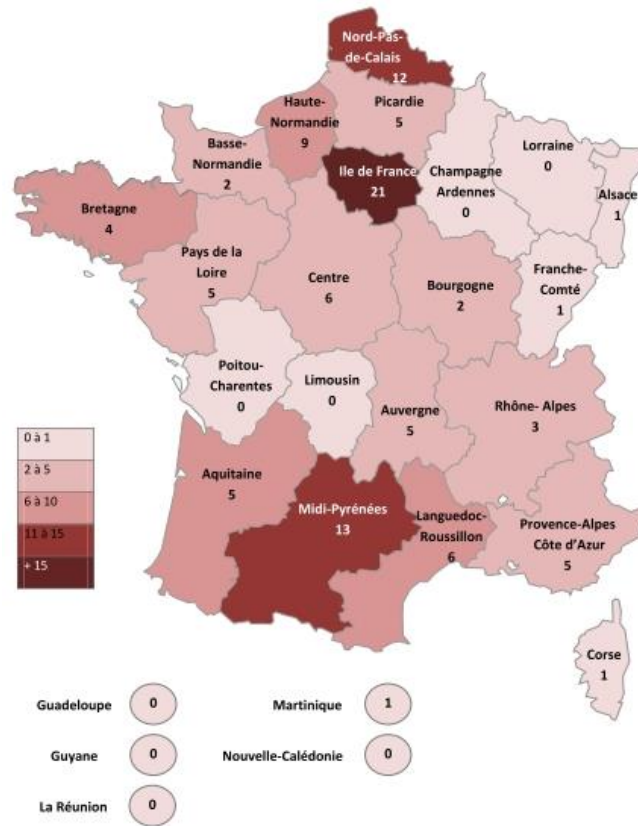 Nord-Pas-
de-Calais
12
Haute-
Normandie
9
Picardie
5
Basse-
Normandie
2
Ile de France
21
Champagne
Ardennes
0
Lorraine
0
Alsace
1
Bretagne
4
Pays de la
Loire
5
Centre
6
Bourgogne
2
Franche-
Comté
1
Poitou-
Charentes
0
Limousin
0
Auvergne
5
Rhône- Alpes
3
Aquitaine
5
Midi-Pyrénées
13
Languedoc-
Roussillon
6
Provence-Alpes
Côte d'Azur
5
Corse
1
0 à 1
2 à 5
6 à 10
11 à 15
+ 15
Guadeloupe 0
Martinique 1
Guyane 0
Nouvelle-Calédonie 0
La Réunion 0